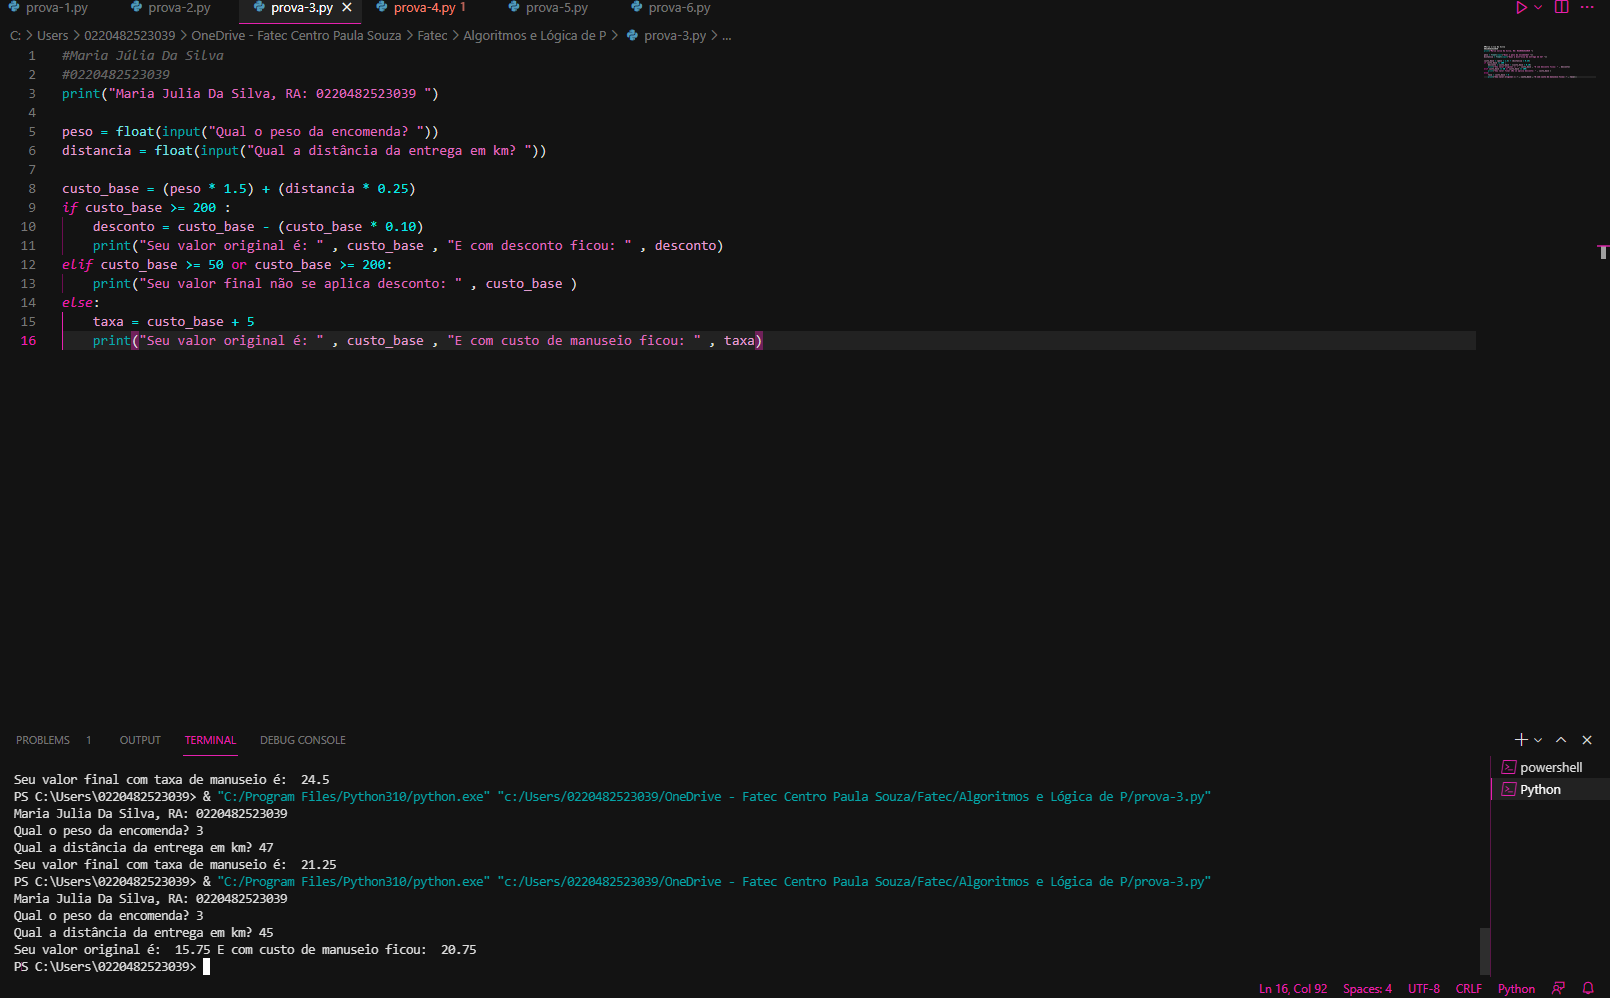 prova-1.py prova-2.py prova-3.py prova-4.py 1 prova-5.py prova-6.py
C: > Users > 0220482523039 > OneDrive - Fatec Centro Paula Souza > Fatec > Algoritmos e Lógica de P > prova-3.py > ...
1 #Maria Júlia Da Silva
2 #0220482523039
3 print("Maria Julia Da Silva, RA: 0220482523039 ")
4
5 peso = float(input("Qual o peso da encomenda? "))
6 distancia = float(input("Qual a distância da entrega em km? "))
7
8 custo_base = (peso * 1.5) + (distancia * 0.25)
9 if custo_base >= 200 :
10 desconto = custo_base - (custo_base * 0.10)
11 print("Seu valor original é: " , custo_base , "E com desconto ficou: " , desconto)
12 elif custo_base >= 50 or custo_base >= 200:
13 print("Seu valor final não se aplica desconto: " , custo_base )
14 else:
15 taxa = custo_base + 5
16 print("Seu valor original é: " , custo_base , "E com custo de manuseio ficou: " , taxa)
PROBLEMS 1 OUTPUT TERMINAL DEBUG CONSOLE
powershell
Python
Seu valor final com taxa de manuseio é:  24.5
PS C:\Users\0220482523039> & "C:/Program Files/Python310/python.exe" "c:/Users/0220482523039/OneDrive - Fatec Centro Paula Souza/Fatec/Algoritmos e Lógica de P/prova-3.py"
Maria Julia Da Silva, RA: 0220482523039
Qual o peso da encomenda? 3
Qual a distância da entrega em km? 47
Seu valor final com taxa de manuseio é:  21.25
PS C:\Users\0220482523039> & "C:/Program Files/Python310/python.exe" "c:/Users/0220482523039/OneDrive - Fatec Centro Paula Souza/Fatec/Algoritmos e Lógica de P/prova-3.py"
Maria Julia Da Silva, RA: 0220482523039
Qual o peso da encomenda? 3
Qual a distância da entrega em km? 45
Seu valor original é:  15.75 E com custo de manuseio ficou:  20.75
PS C:\Users\0220482523039>
Ln 16, Col 92 Spaces: 4 UTF-8 CRLF Python